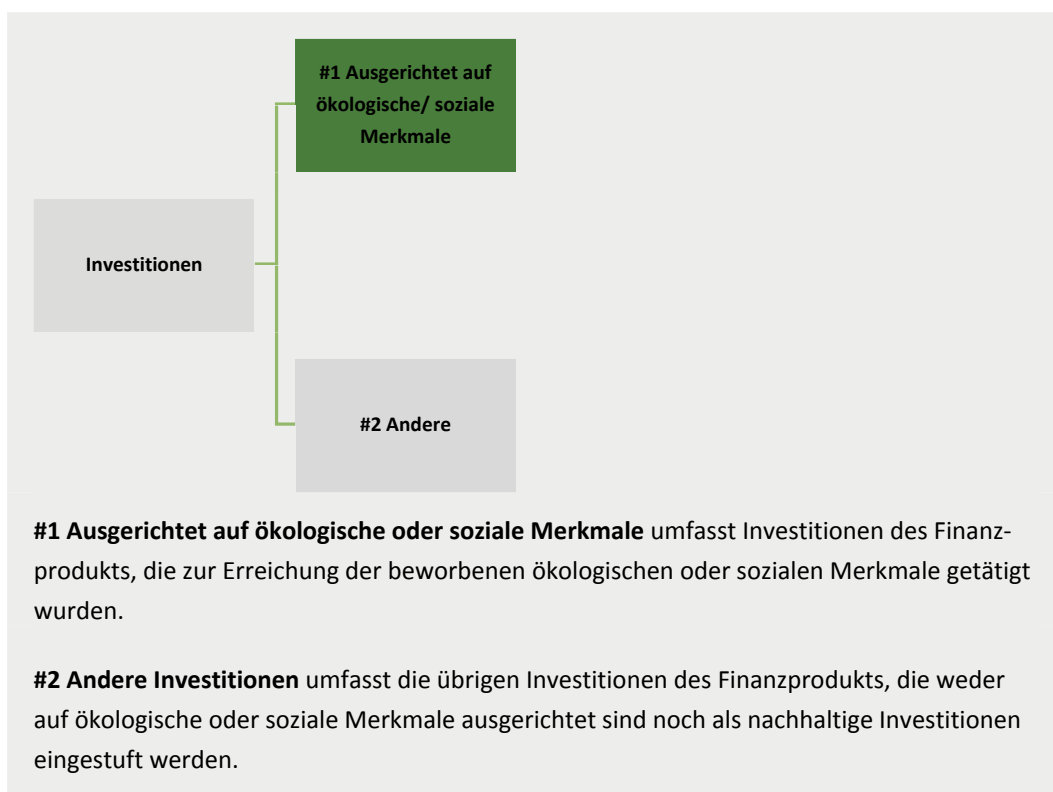 #1 Ausgerichtet auf
ökologische/ soziale
Merkmale
Investitionen
#2 Andere
#1 Ausgerichtet auf ökologische oder soziale Merkmale umfasst Investitionen des Finanz-
produkts, die zur Erreichung der beworbenen ökologischen oder sozialen Merkmale getätigt
wurden.
#2 Andere Investitionen umfasst die übrigen Investitionen des Finanzprodukts, die weder
auf ökologische oder soziale Merkmale ausgerichtet sind noch als nachhaltige Investitionen
eingestuft werden.